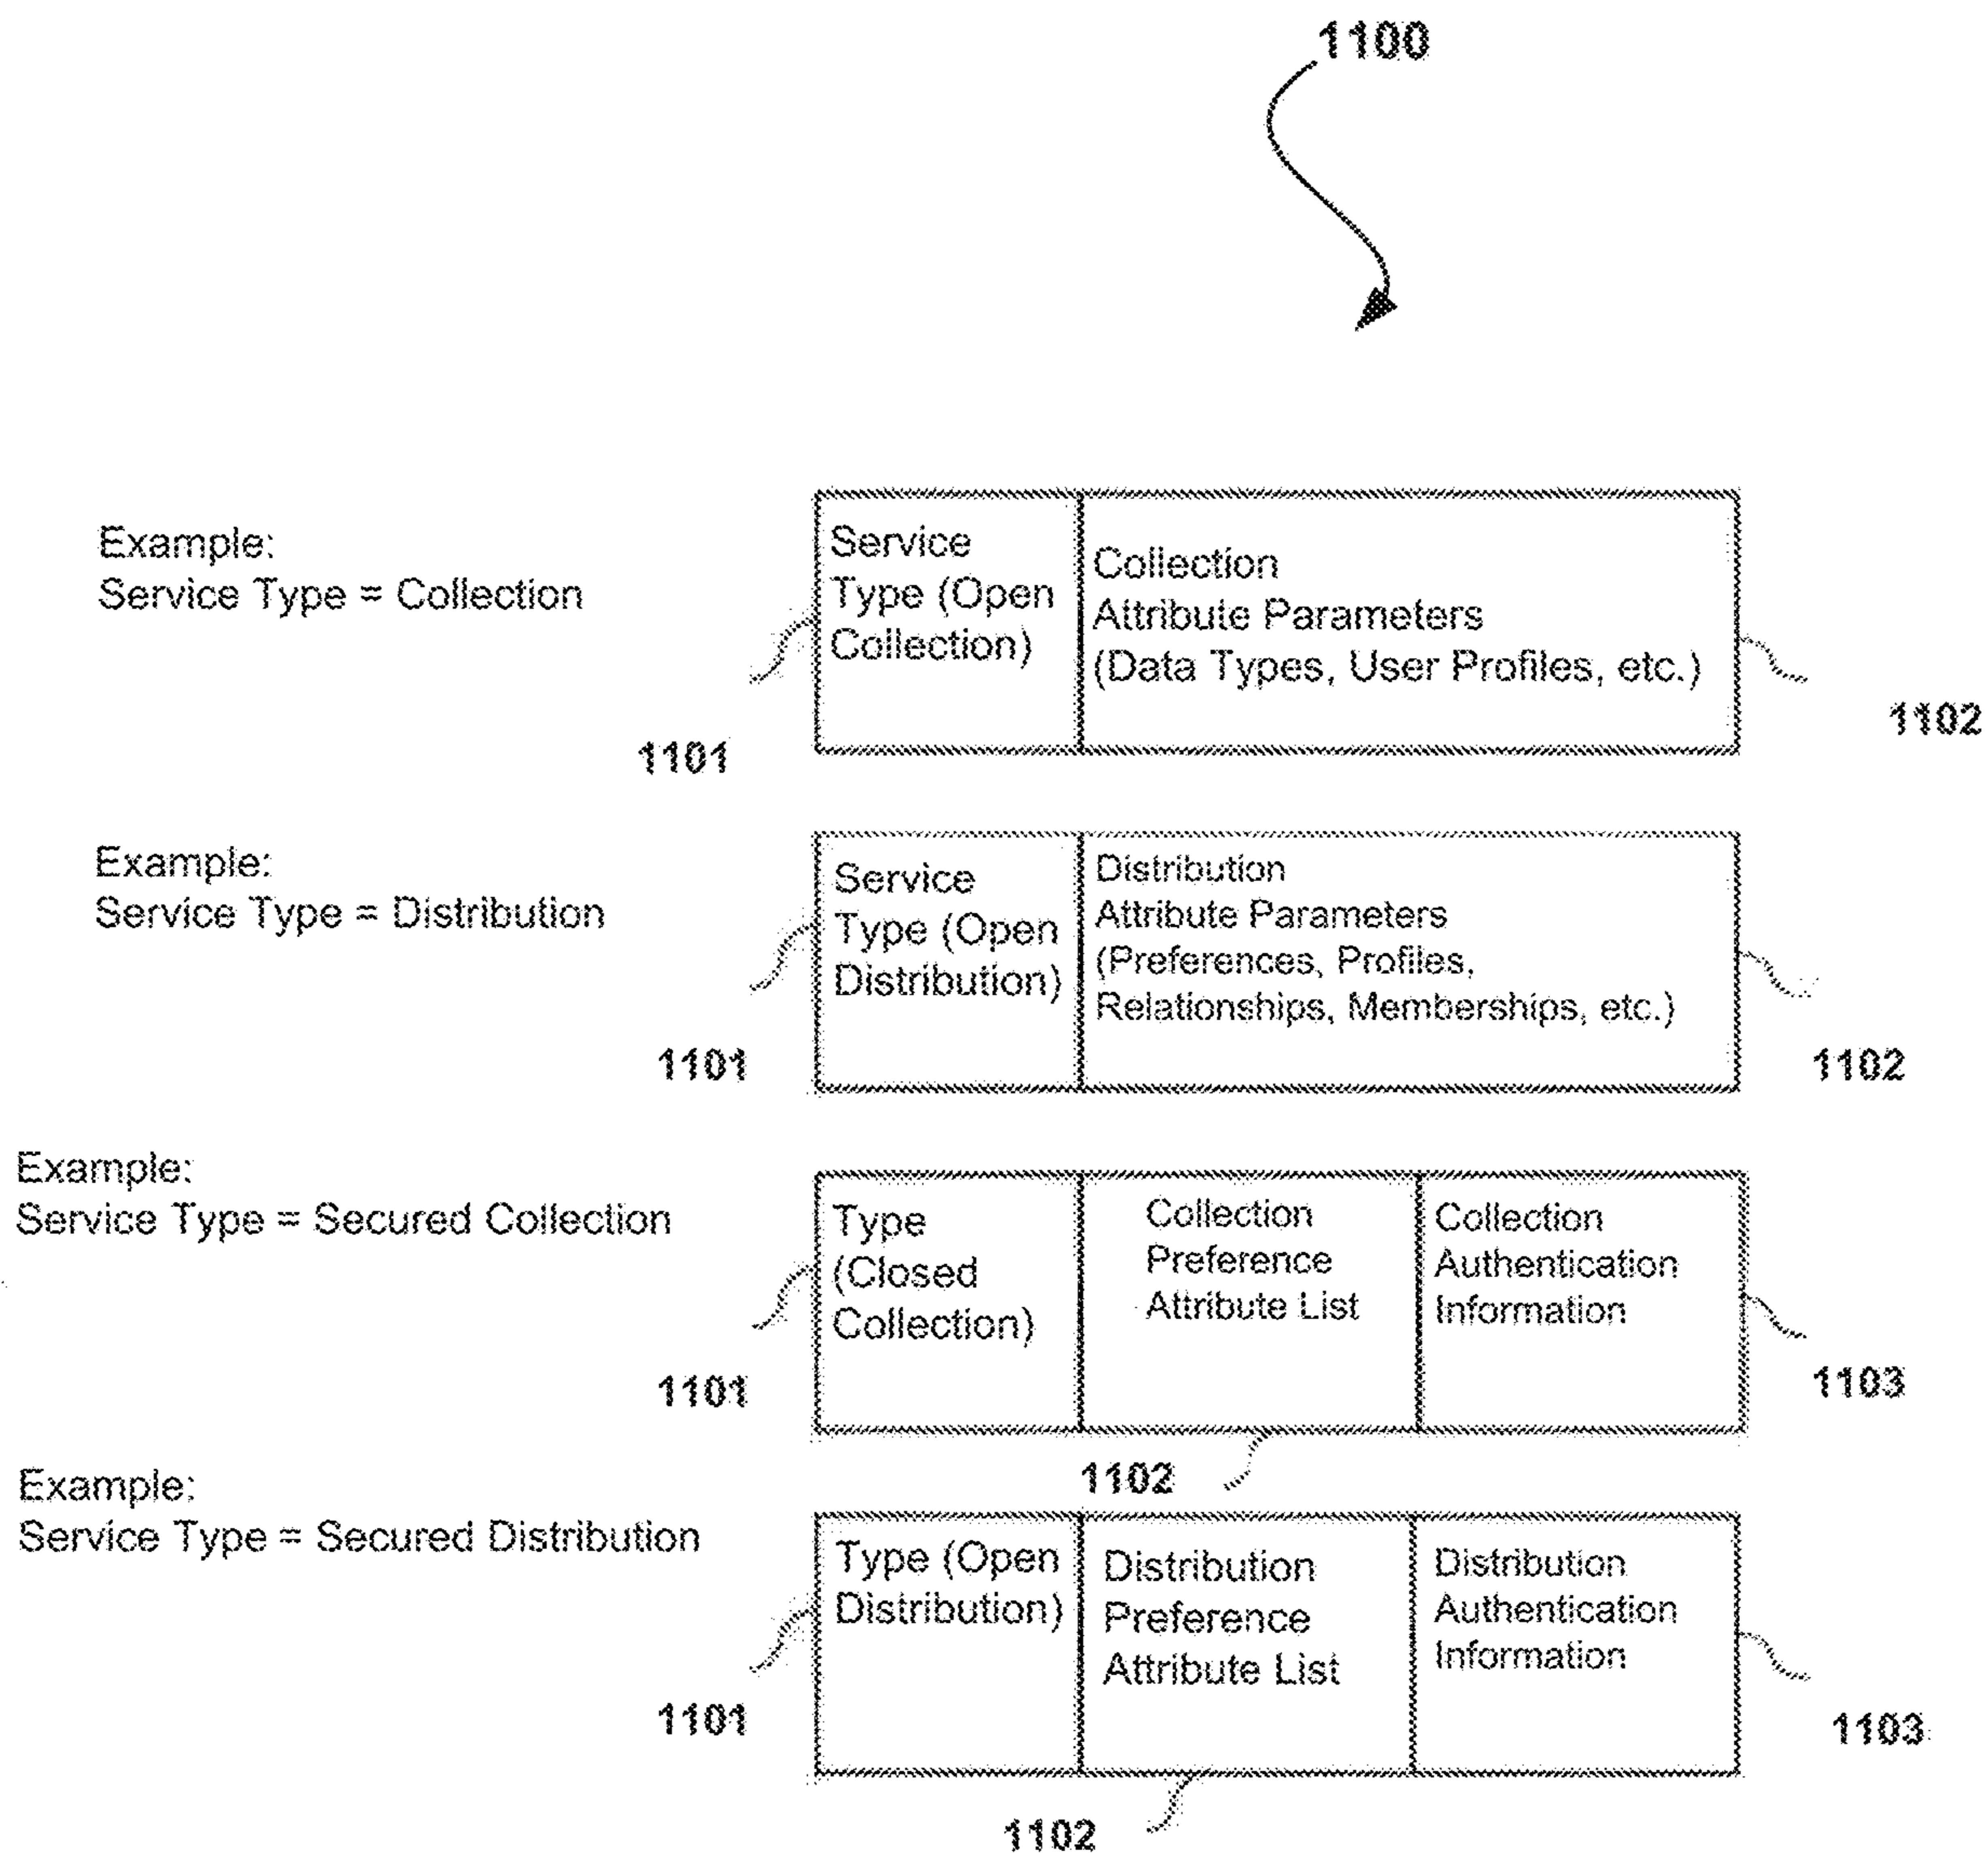 1100
Example:
Service Type = Collection
Service
Type (Open
Collection)
Collection
Attribute Parameters
(Data Types, User Profiles, etc.)
1101
1102
Example:
Service Type = Distribution
Service
Type (Open
Distribution)
Distribution
Attribute Parameters
(Preferences, Profiles,
Relationships, Memberships, etc.)
1101
1102
Example:
Service Type = Secured Collection
Type
(Closed
Collection)
Collection
Preference
Attribute List
Collection
Authentication
Information
1101
1102
1103
Example:
Service Type = Secured Distribution
Type (Open
Distribution)
Distribution
Preference
Attribute List
Distribution
Authentication
Information
1101
1102
1103